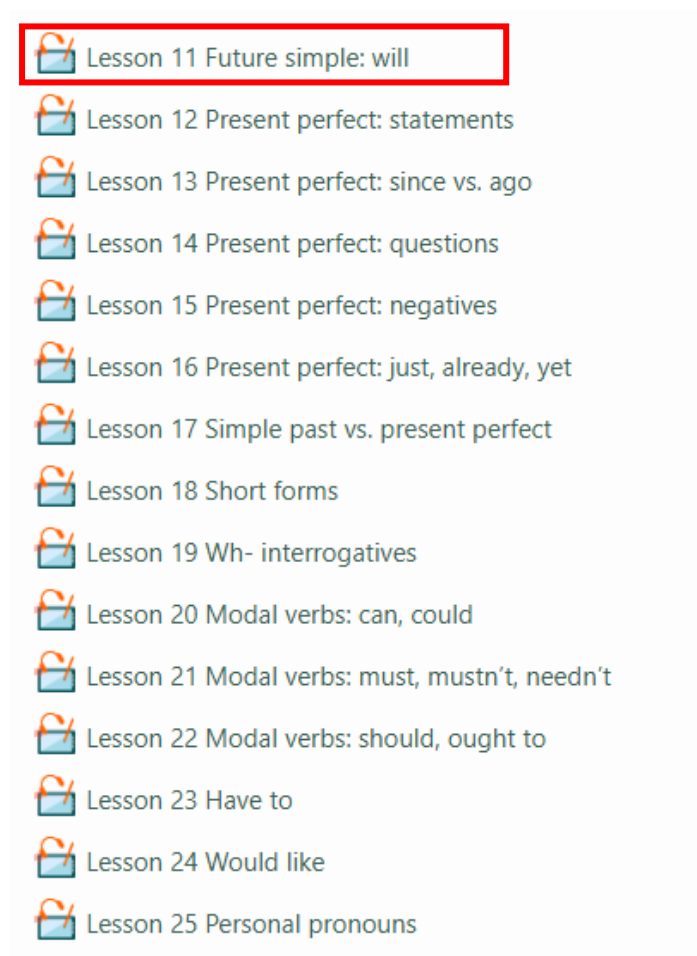 Lesson 11 Future simple: will
Lesson 12 Present perfect: statements
Lesson 13 Present perfect: since vs. ago
Lesson 14 Present perfect: questions
Lesson 15 Present perfect: negatives
Lesson 16 Present perfect: just, already, yet
Lesson 17 Simple past vs. present perfect
Lesson 18 Short forms
Lesson 19 Wh- interrogatives
Lesson 20 Modal verbs: can, could
Lesson 21 Modal verbs: must, mustn’t, needn’t
Lesson 22 Modal verbs: should, ought to
Lesson 23 Have to
Lesson 24 Would like
Lesson 25 Personal pronouns